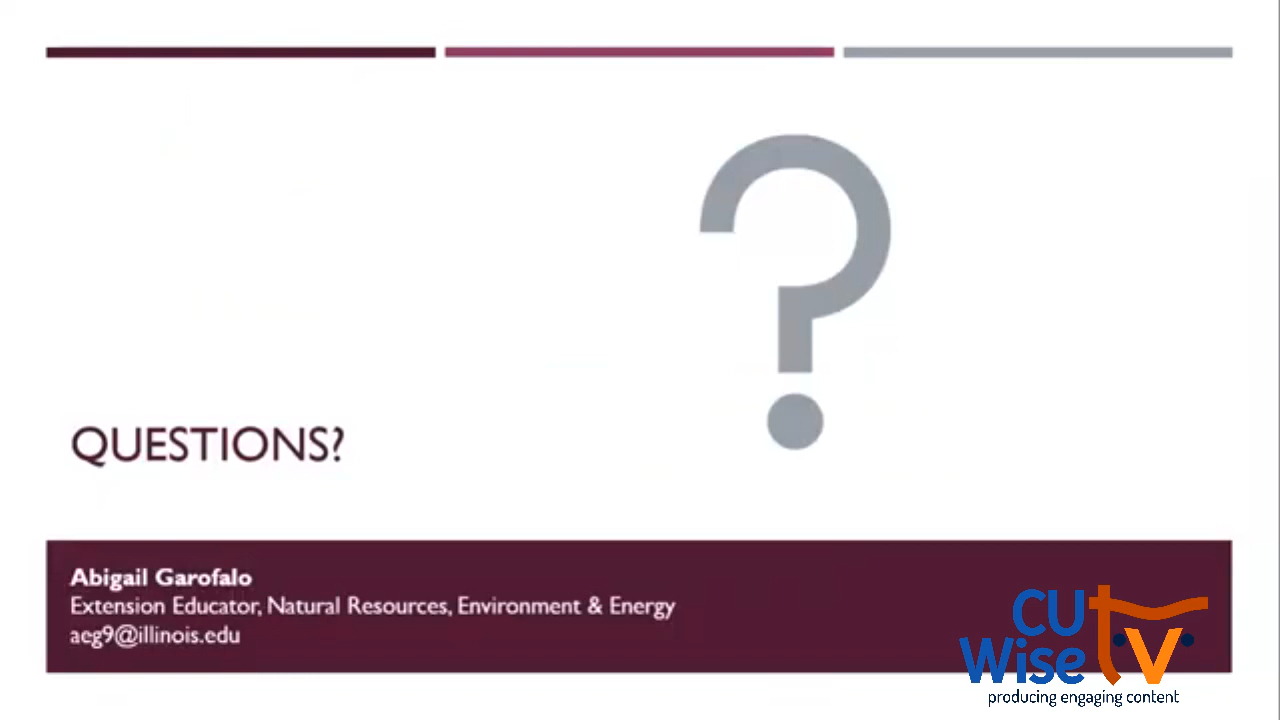 ?
QUESTIONS?
Abigail Garofalo
Extension Educator, Natural Resources, Environment & Energy
aeg9@illinois.edu
CU
Wise tv
producing engaging content